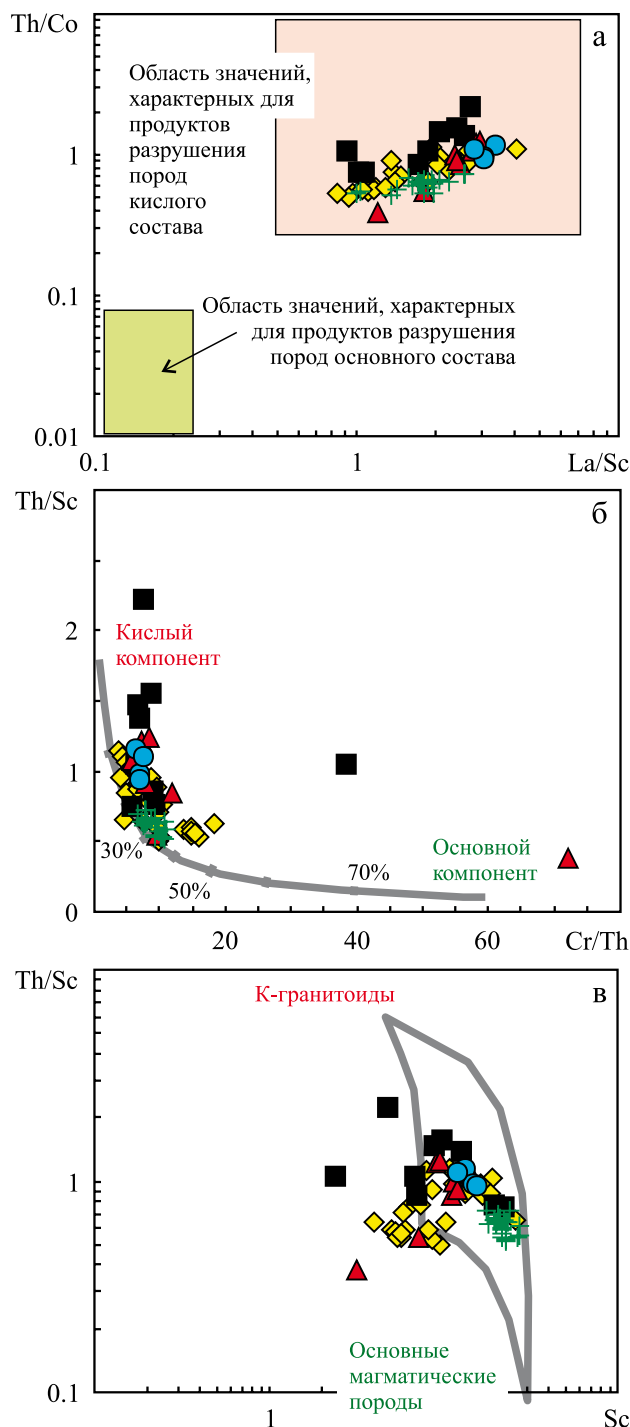 Th/Co
а
Область значений,
характерных для
продуктов
разрушения
пород
кислого
состава
1
0.1
Область значений, характерных
для продуктов разрушения
пород основного состава
0.01
0.1
1
La/Sc
Th/Sc
б
2
Кислый
компонент
1
30%
50%
70%
Основной
компонент
0
20
40
60
Cr/Th
Th/Sc
в
К-гранитоиды
1
Основные
магматические
породы
0.1
1
Sc